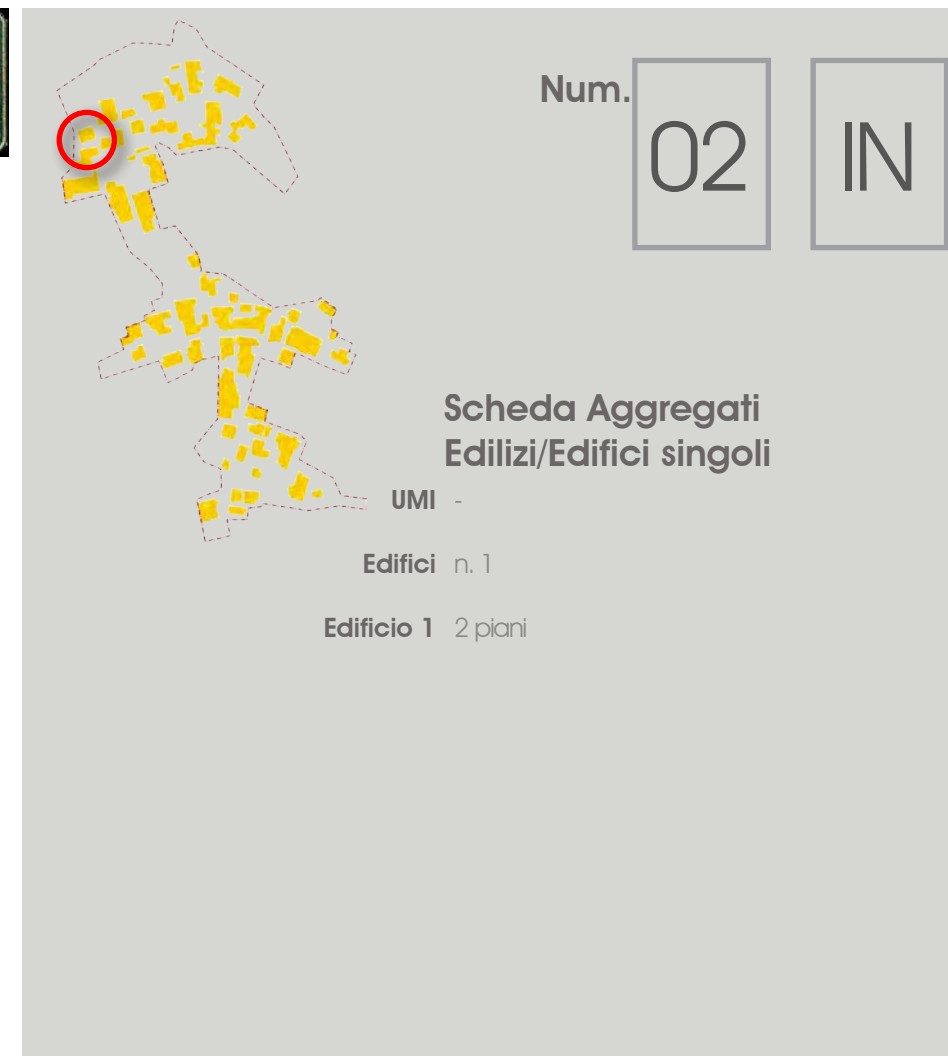 Num.
02 IN
Scheda Aggregati
Edilizi/Edifici singoli
UMI -
Edifici n. 1
Edificio 1 2 piani